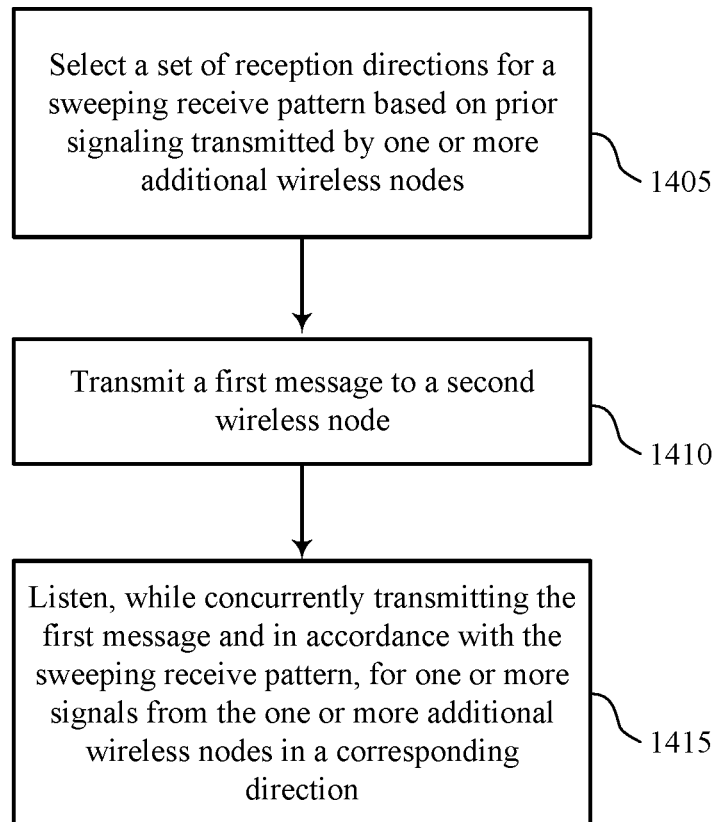 Select a set of reception directions for a
sweeping receive pattern based on prior
signaling transmitted by one or more
additional wireless nodes
1405
Transmit a first message to a second
wireless node
1410
Listen, while concurrently transmitting the
first message and in accordance with the
sweeping receive pattern, for one or more
signals from the one or more additional
wireless nodes in a corresponding
direction
1415